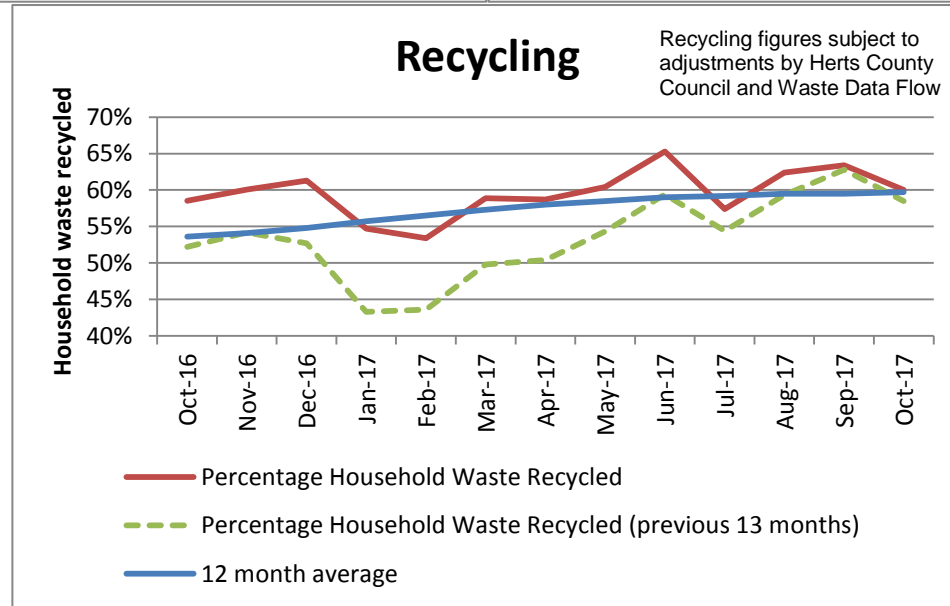 Recycling
Recycling figures subject to
adjustments by Herts County
Council and Waste Data Flow
Household waste recycled
70%
65%
60%
55%
50%
45%
40%
Oct-16
Nov-16
Dec-16
Jan-17
Feb-17
Mar-17
Apr-17
May-17
Jun-17
Jul-17
Aug-17
Sep-17
Oct-17
Percentage Household Waste Recycled
Percentage Household Waste Recycled (previous 13 months)
12 month average